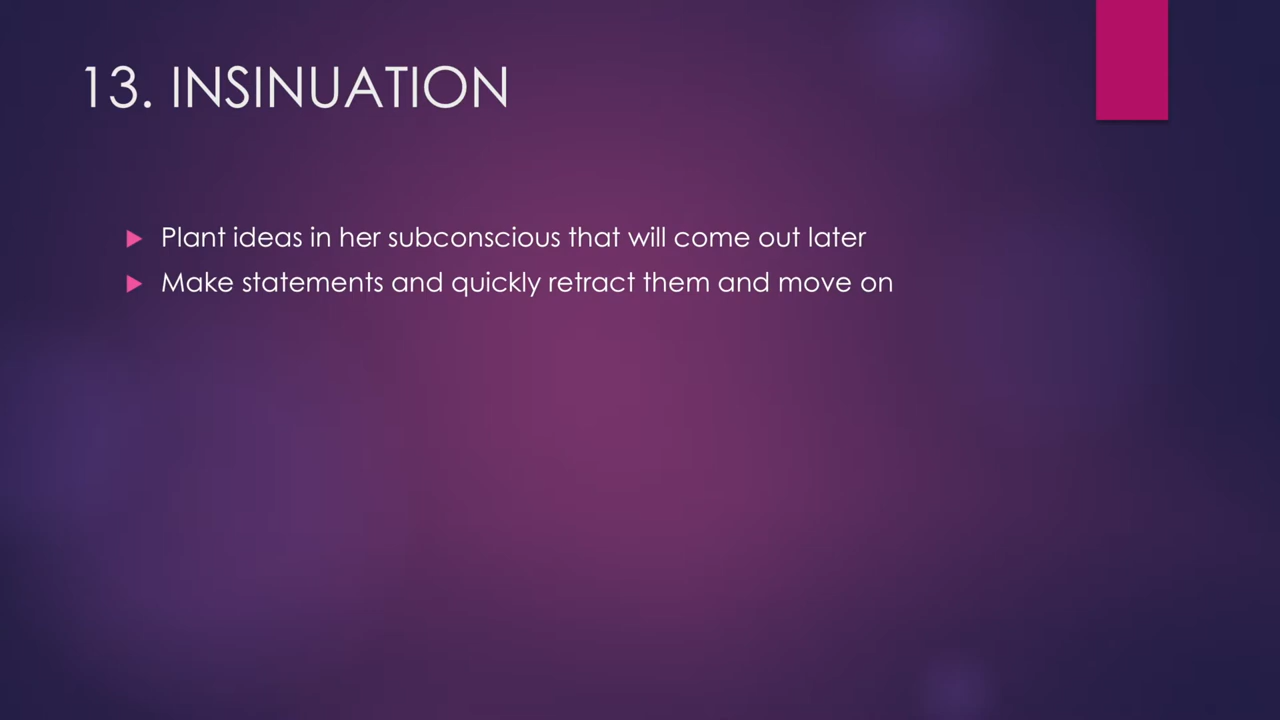 13. INSINUATION
Plant ideas in her subconscious that will come out later
Make statements and quickly retract them and move on